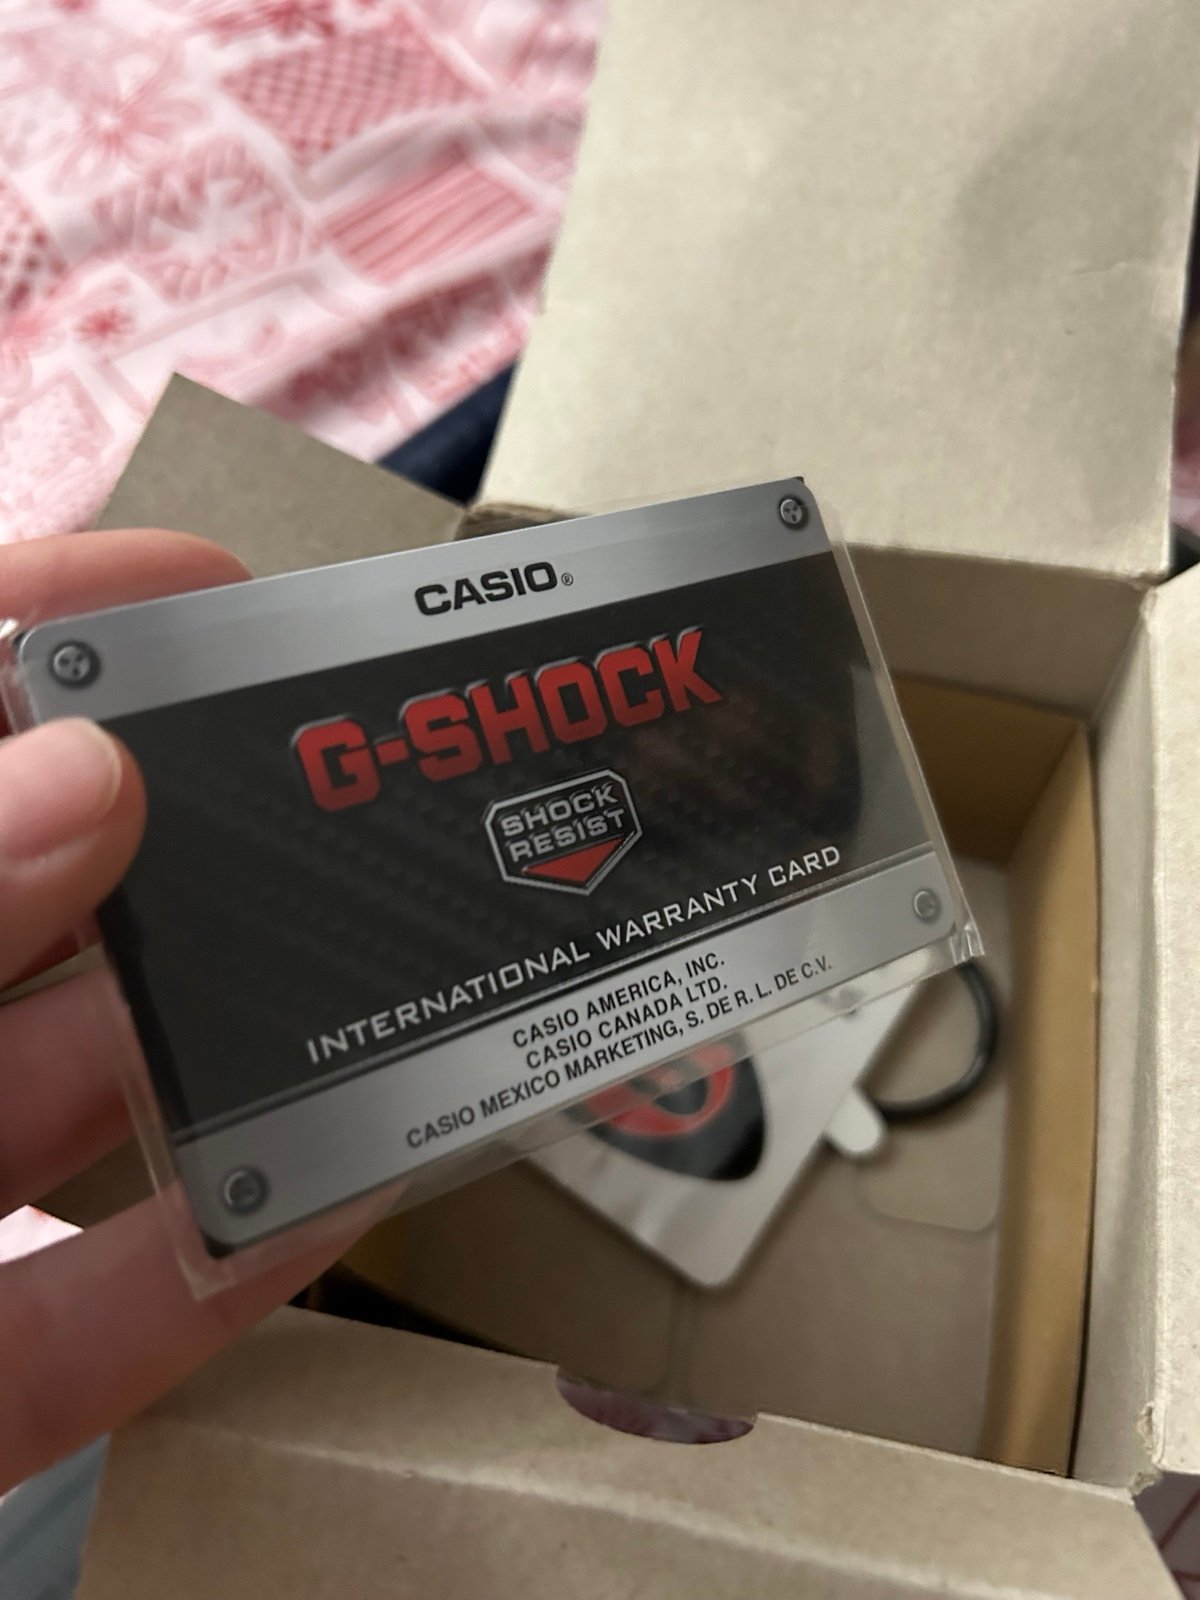 CASIO®
G-SHOCK
SHOCK
RESIST
INTERNATIONAL WARRANTY CARD
CASIO AMERICA, INC.
CASIO CANADA LTD.
CASIO MEXICO MARKETING, S. DE R. L. DE C.V.